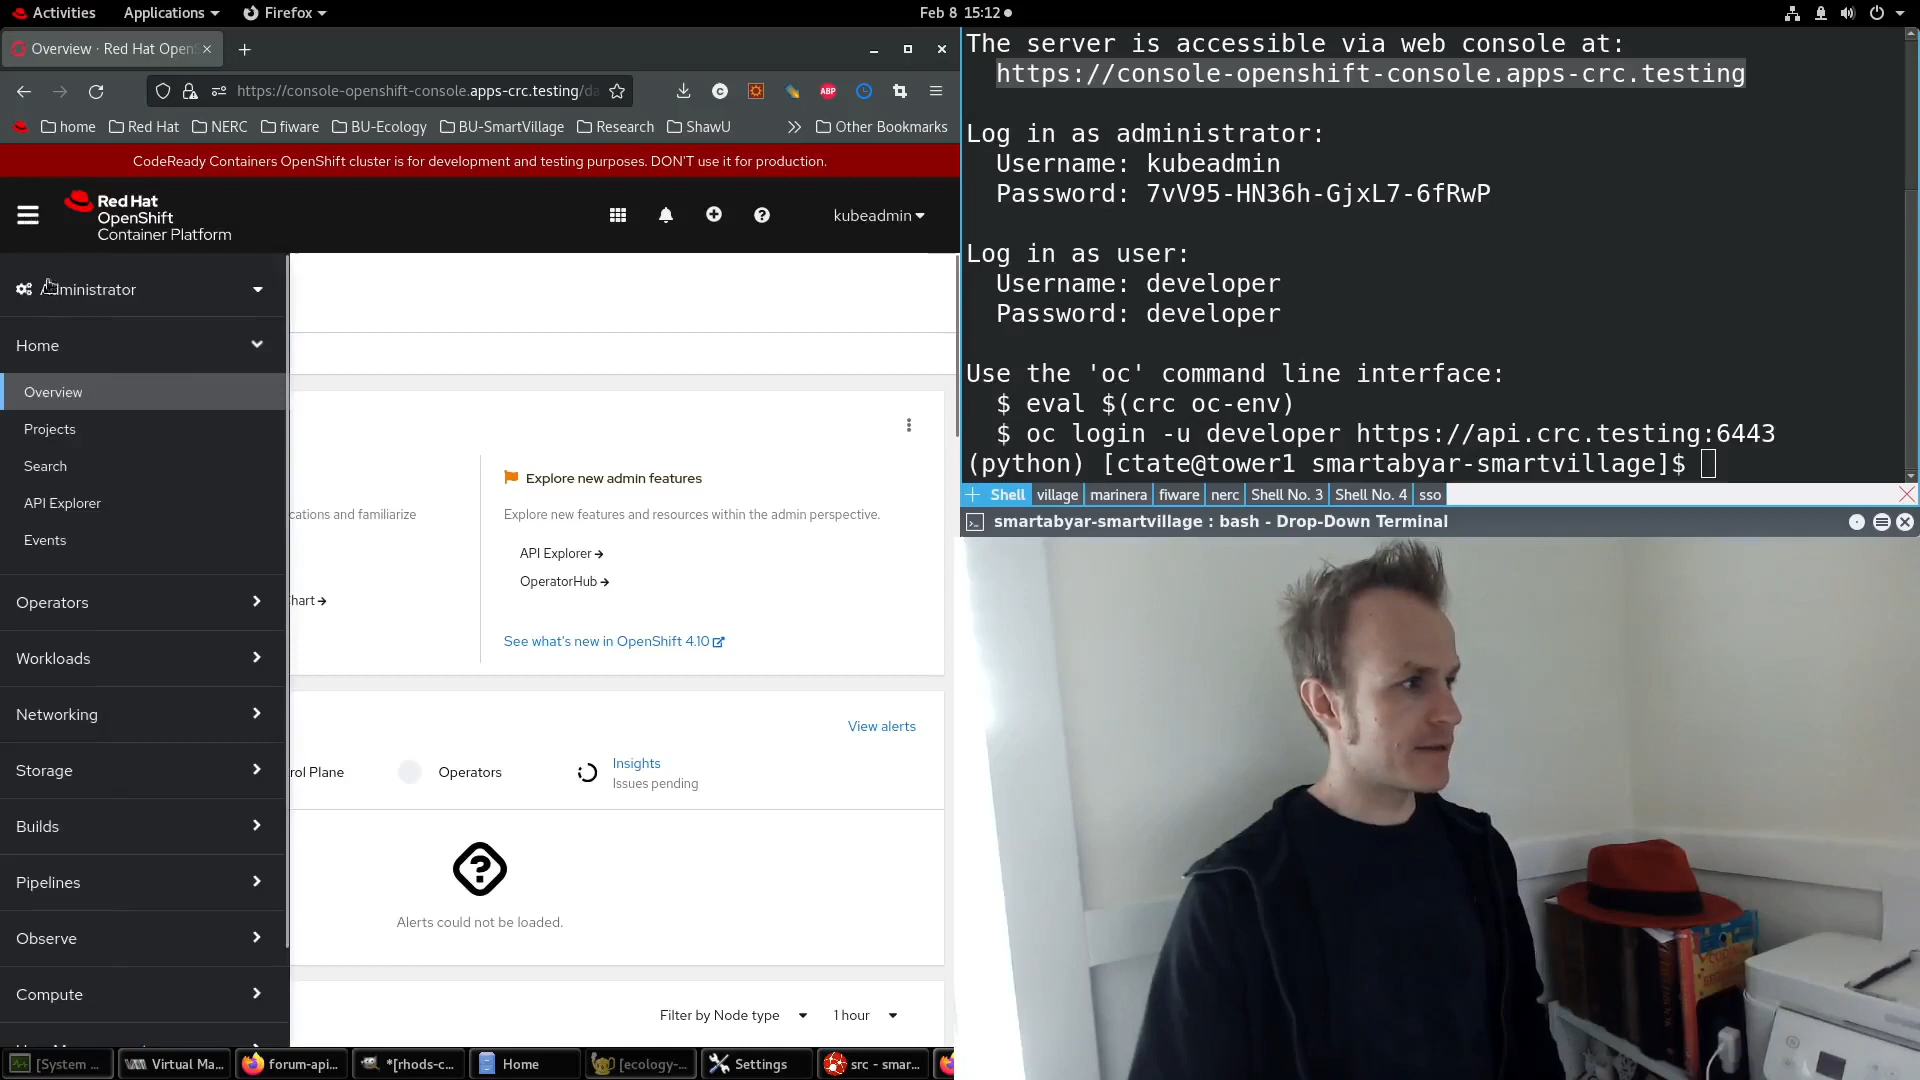 Activities
Applications
Firefox
Feb 8 15:12
Overview · Red Hat Open
https://console-openshift-console.apps-crc.testing/da
home
Red Hat
NERC
fiware
BU-Ecology
BU-SmartVillage
Research
ShawU
Other Bookmarks
CodeReady Containers OpenShift cluster is for development and testing purposes. DON'T use it for production.
Red Hat
OpenShift
Container Platform
kubeadmin
Administrator
Home
Overview
Projects
Search
API Explorer
Events
Operators
Workloads
Networking
Storage
Builds
Pipelines
Observe
Compute
cations and familiarize
Chart
Explore new admin features
Explore new features and resources within the admin perspective.
API Explorer
OperatorHub
See what's new in OpenShift 4.10
View alerts
rol Plane
Operators
Insights
Issues pending
Alerts could not be loaded.
Filter by Node type
1 hour
The server is accessible via web console at:
https://console-openshift-console.apps-crc.testing
Log in as administrator:
Username: kubeadmin
Password: 7vV95-HN36h-GjxL7-6fRwP
Log in as user:
Username: developer
Password: developer
Use the 'oc' command line interface:
$ eval $(crc oc-env)
$ oc login -u developer https://api.crc.testing:6443
(python) [ctate@tower1 smartabyar-smartvillage]$
Shell
village
marinera
fiware
nerc
Shell No. 3
Shell No. 4
sso
smartabyar-smartvillage : bash - Drop-Down Terminal
[System ...
Virtual Ma...
forum-api...
*[rhods-c...
Home
[ecology-...
Settings
src - smar...